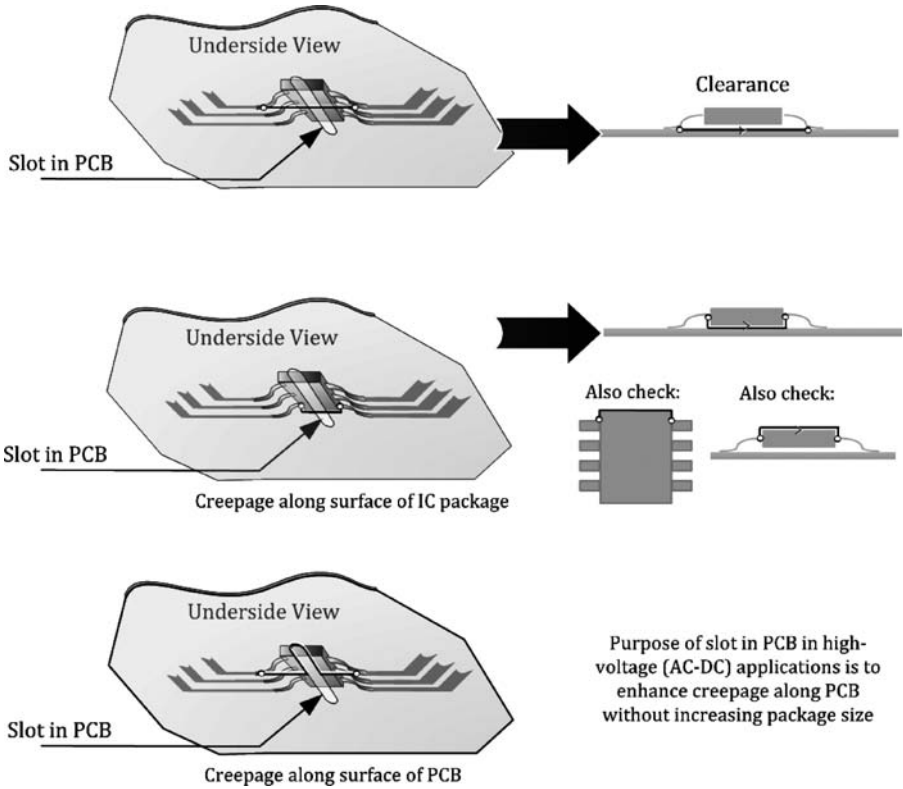 Underside View
Clearance
Slot in PCB
Underside View
Also check:
Also check:
Slot in PCB
Creepage along surface of IC package
Underside View
Purpose of slot in PCB in high-
voltage (AC-DC) applications is to
enhance creepage along PCB
without increasing package size
Slot in PCB
Creepage along surface of PCB